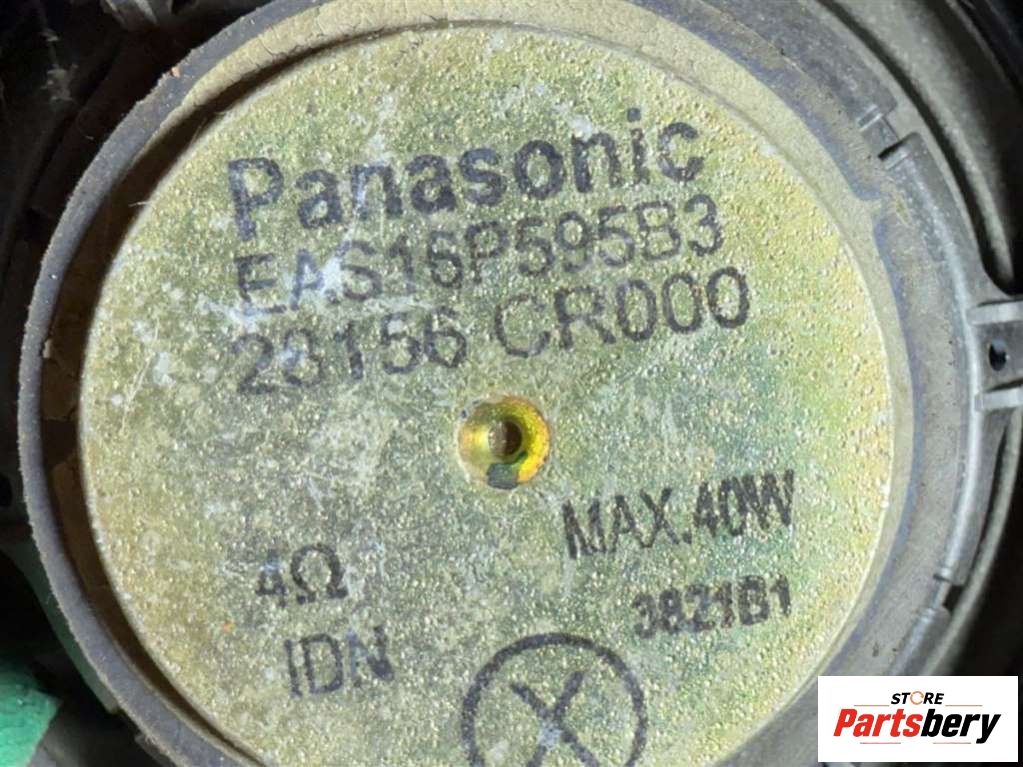 Panasonic
EAS16P595B3
28156 CR000
4Ω
MAX.40W
IDN
3821B1
X
STORE
Partsbery